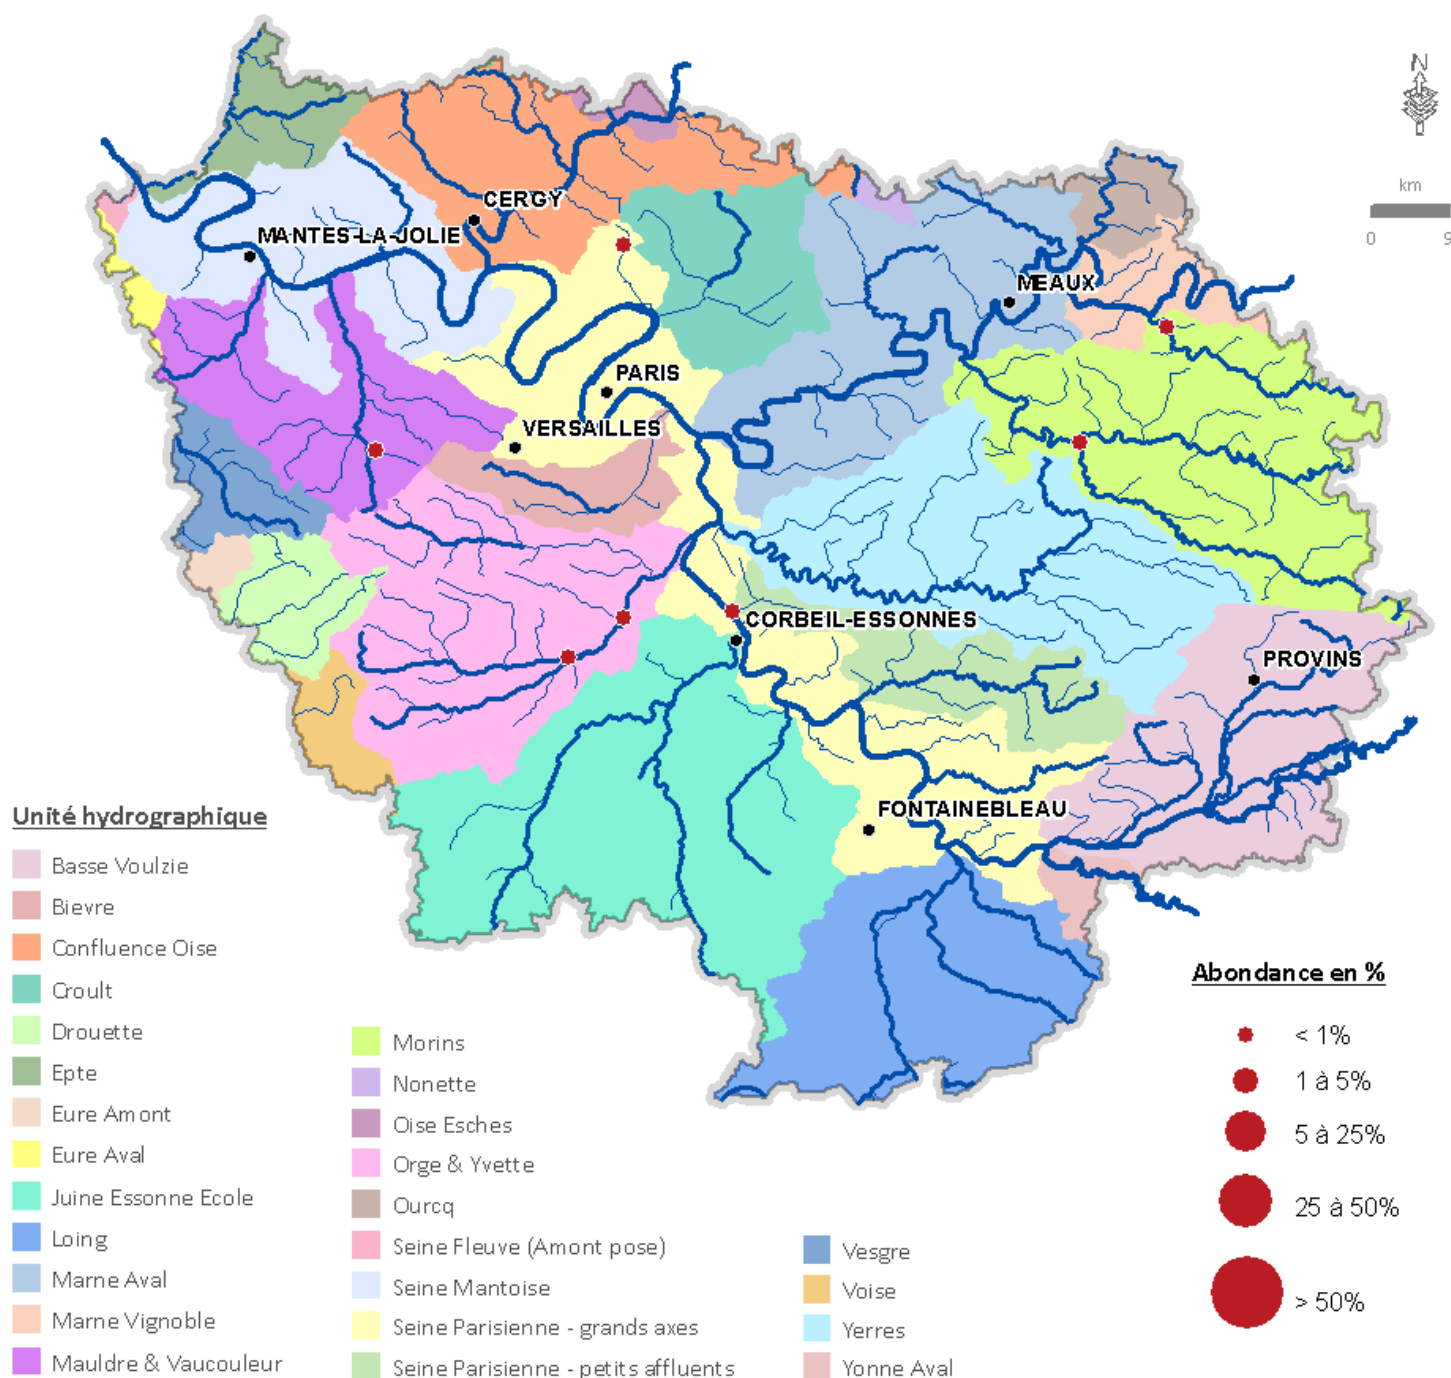 N
km
0 9
CERGY
MANTES-LA-JOLIE
MEAUX
PARIS
VERSAILLES
CORBEIL-ESSONNES
PROVINS
FONTAINEBLEAU
Unité hydrographique
Basse Voulzie
Bievre
Confluence Oise
Croult
Drouette
Epte
Eure Amont
Eure Aval
Juine Essonne Ecole
Loing
Marne Aval
Marne Vignoble
Mauldre & Vaucouleur
Morins
Nonette
Oise Esches
Orge & Yvette
Ourcq
Seine Fleuve (Amont pose)
Seine Mantoise
Seine Parisienne - grands axes
Seine Parisienne - petits affluents
Vesgre
Voise
Yerres
Yonne Aval
Abondance en %
< 1%
1 à 5%
5 à 25%
25 à 50%
> 50%